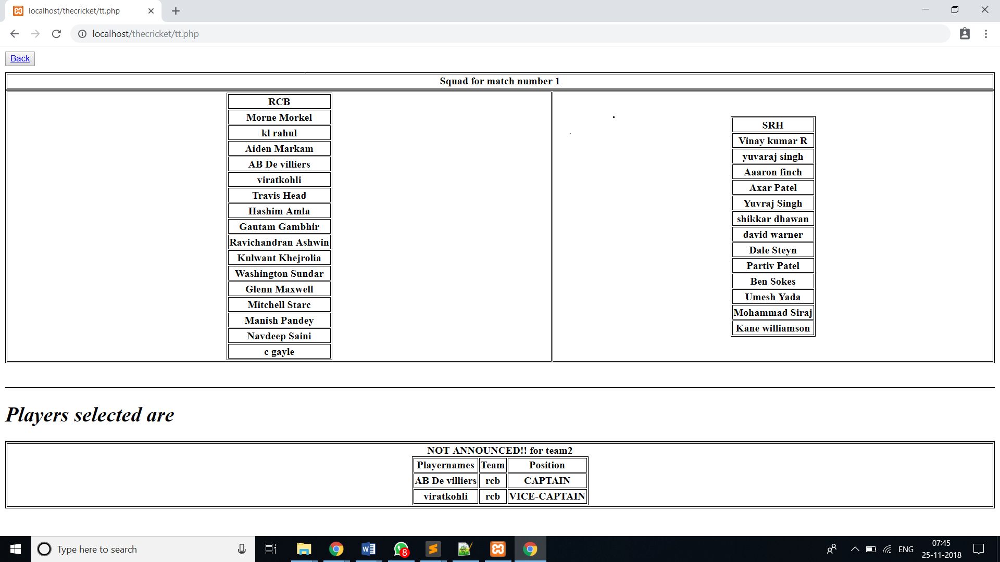 localhost/thecricket/tt.php
localhost/thecricket/tt.php
Back
Squad for match number 1
RCB
Morne Morkel
kl rahul
Aiden Markam
AB De villiers
viratkohli
Travis Head
Hashim Amla
Gautam Gambhir
Ravichandran Ashwin
Kulwant Khejrolia
Washington Sundar
Glenn Maxwell
Mitchell Starc
Manish Pandey
Navdeep Saini
c gayle
SRH
Vinay kumar R
yuvaraj singh
Aaaron finch
Axar Patel
Yuvraj Singh
shikkar dhawan
david warner
Dale Steyn
Partiv Patel
Ben Sokes
Umesh Yada
Mohammad Siraj
Kane williamson
Players selected are
NOT ANNOUNCED!! for team2
Playernames Team Position
AB De villiers rcb CAPTAIN
viratkohli rcb VICE-CAPTAIN
Type here to search
8
ENG
07:45
25-11-2018